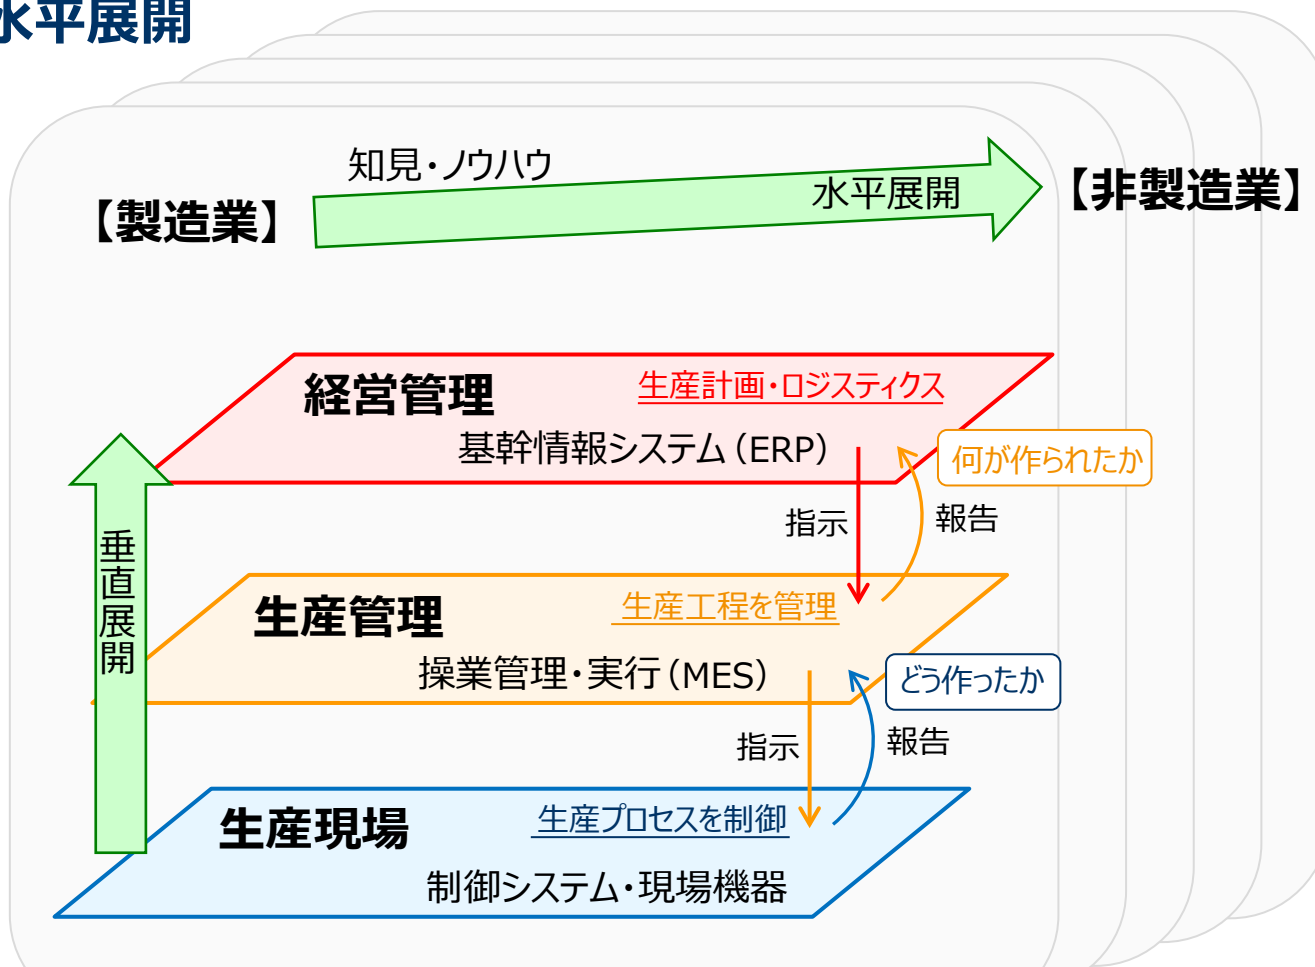 水平展開
知見・ノウハウ
水平展開
【製造業】
【非製造業】
経営管理
生産計画・ロジスティクス
基幹情報システム(ERP)
何が作られたか
指示
報告
垂直展開
生産管理
生産工程を管理
操業管理・実行(MES)
どう作ったか
指示
報告
生産現場
生産プロセスを制御
制御システム・現場機器